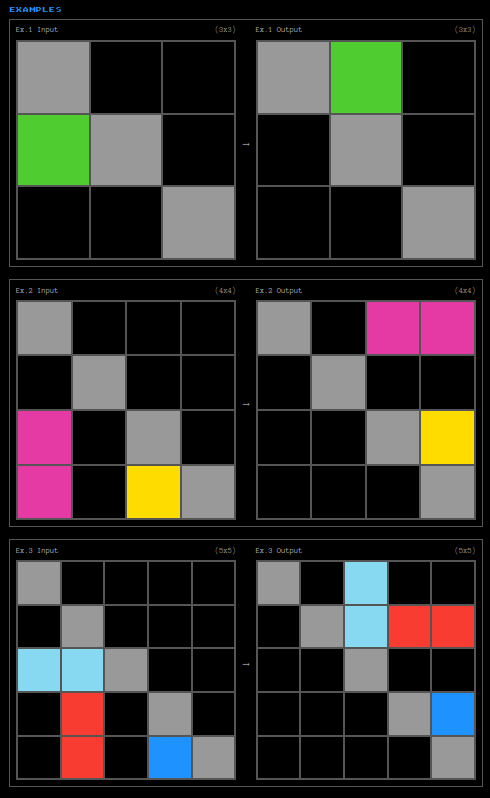 EXAMPLES
Ex.1 Input (3x3) Ex.1 Output (3x3)
→
Ex.2 Input (4x4) Ex.2 Output (4x4)
→
Ex.3 Input (5x5) Ex.3 Output (5x5)
→